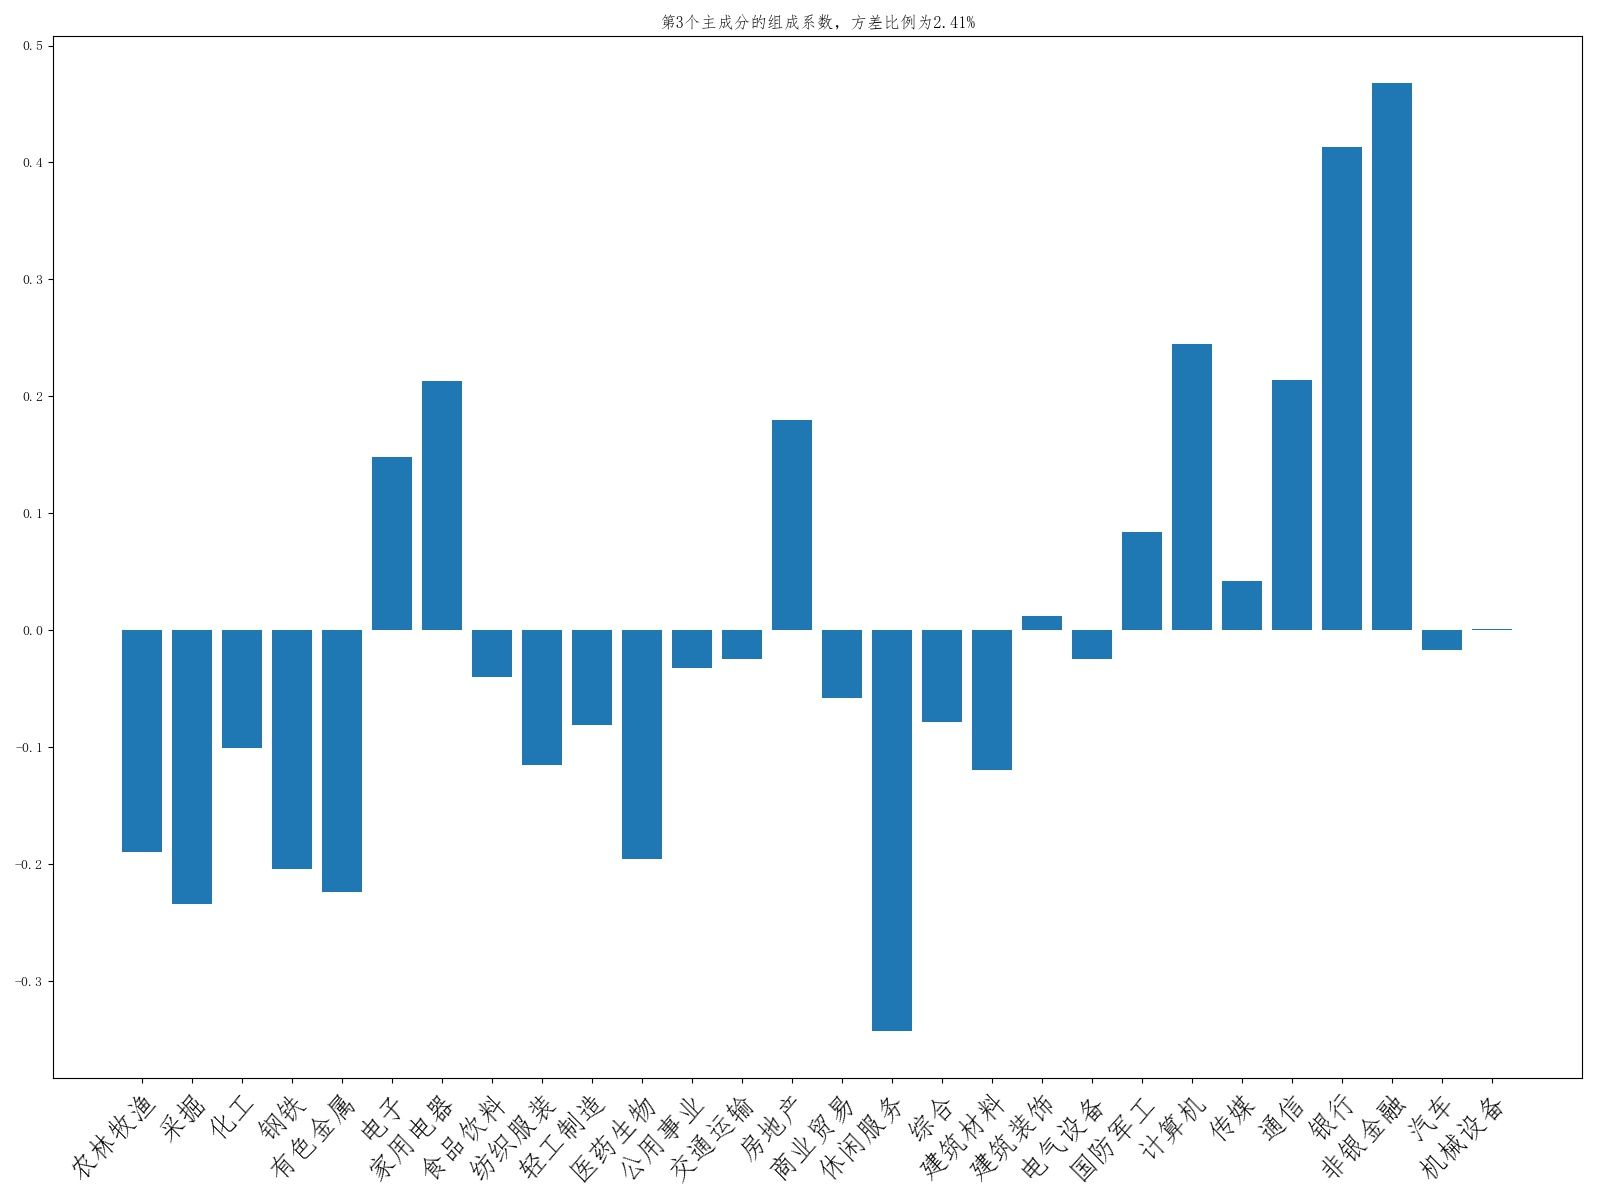 第3个主成分的组成系数，方差比例为2.41%
0.5
0.4
0.3
0.2
0.1
0.0
-0.1
-0.2
-0.3
农林牧渔
采掘
化工
钢铁
有色金属
电子
家用电器
食品饮料
纺织服装
轻工制造
医药生物
公用事业
交通运输
房地产
商业贸易
休闲服务
综合
建筑材料
建筑装饰
电气设备
国防军工
计算机
传媒
通信
银行
非银金融
汽车
机械设备